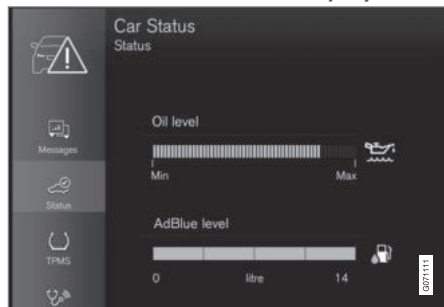 Car Status
Status
Messages
Status
TPMS
Oil level
Min Max
AdBlue level
0 litre 14
G071111